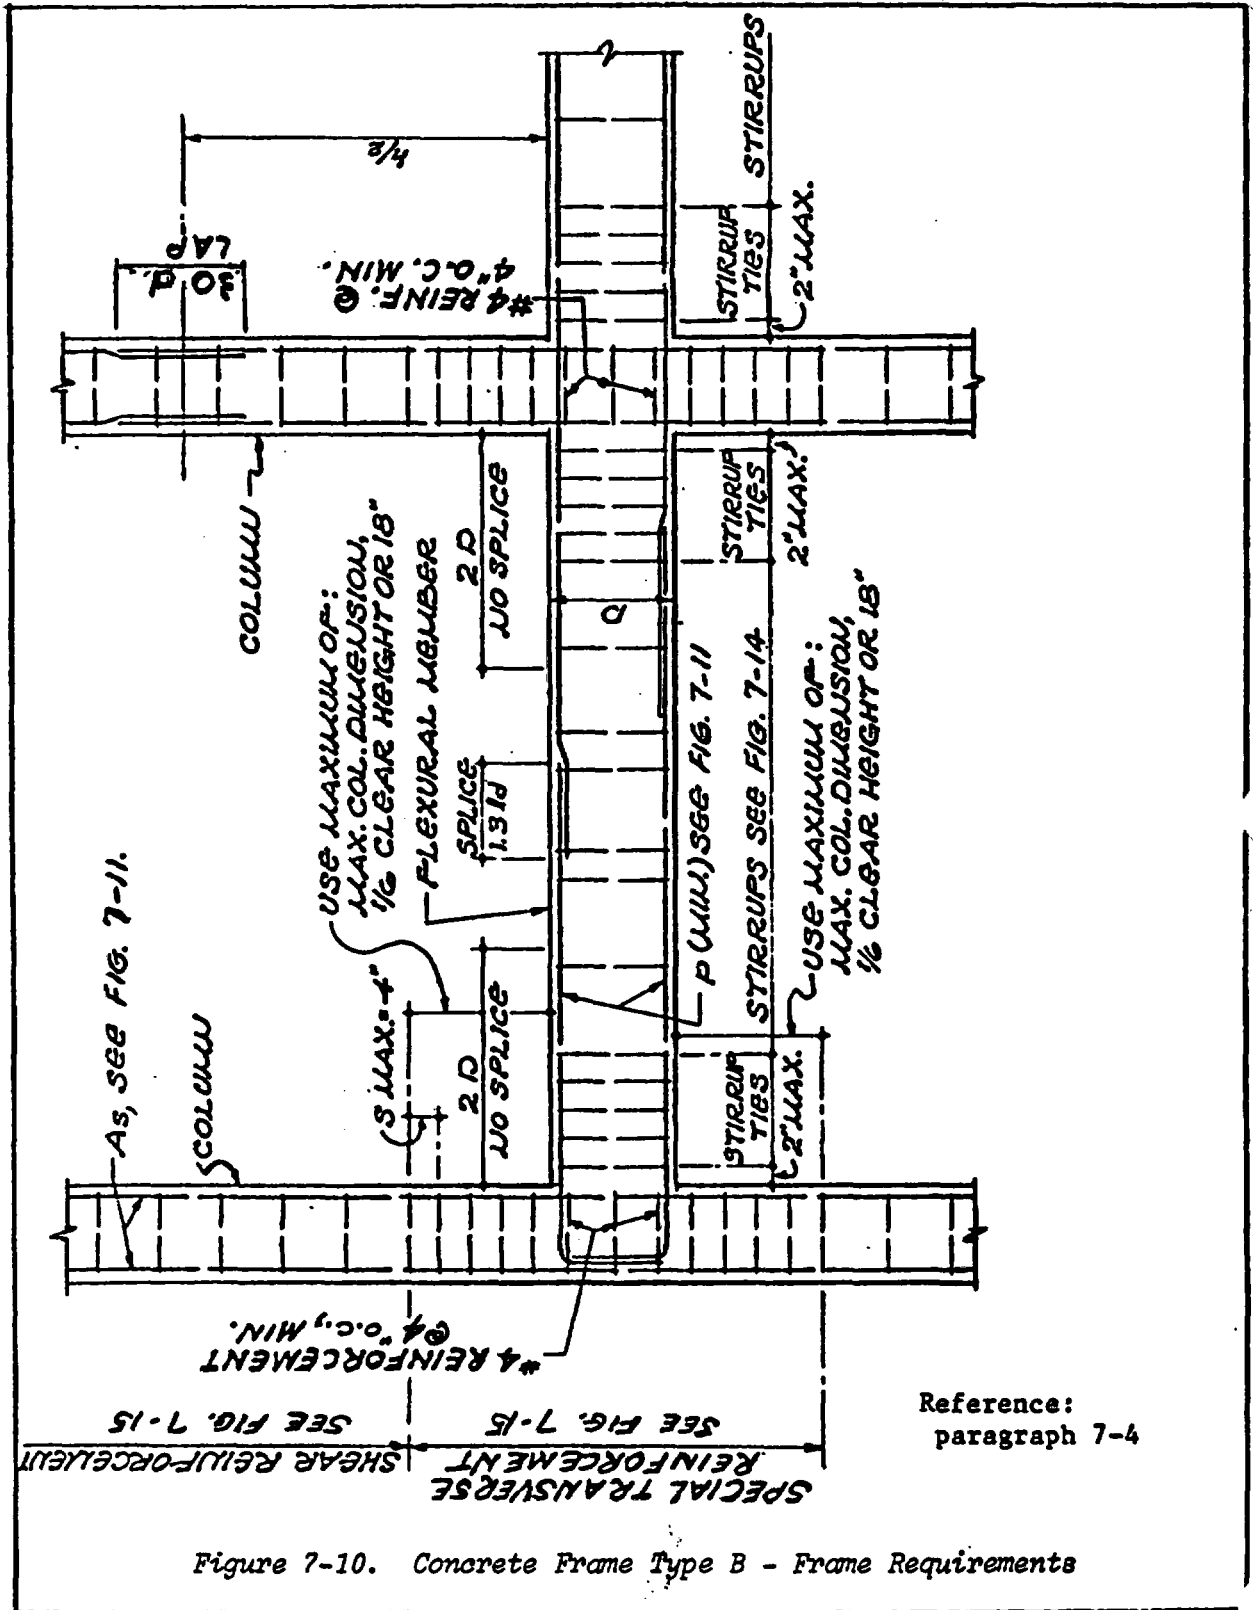 STIRRUPS
h/2
30 d.
LAP
#4 REINF. @
4" O.C. MIN.
STIRRUP
TIES
2" MAX.
COLUMN
2 D
NO SPLICE
STIRRUP
TIES
2" MAX.
USE MAXIMUM OF:
MAX. COL. DIMENSION,
1/6 CLEAR HEIGHT OR 18"
FLEXURAL MEMBER
D
SPLICE
1.3 ld
P (MIN.) SEE FIG. 7-11
STIRRUPS SEE FIG. 7-14
USE MAXIMUM OF:
MAX. COL. DIMENSION,
1/6 CLEAR HEIGHT OR 18"
As, SEE FIG. 7-11.
COLUMN
S MAX. = 4"
2 D
NO SPLICE
STIRRUP
TIES
2" MAX.
#4 REINFORCEMENT
@ 4" o.c., MIN.
SHEAR REINFORCEMENT
SEE FIG. 7-15
SPECIAL TRANSVERSE
REINFORCEMENT
SEE FIG. 7-15
Reference:
paragraph 7-4
Figure 7-10. Concrete Frame Type B - Frame Requirements